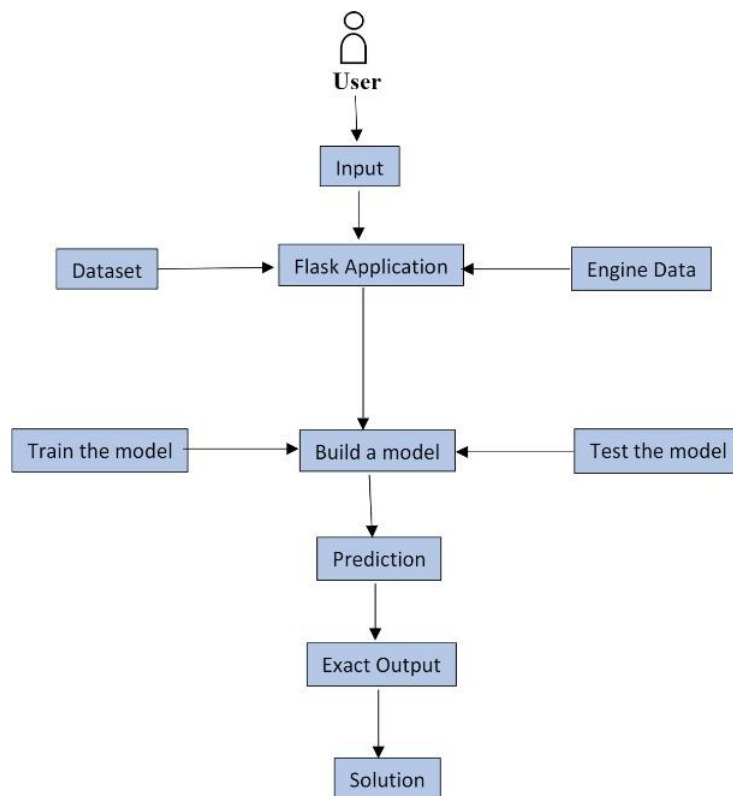 User
Input
Dataset
Flask Application
Engine Data
Train the model
Build a model
Test the model
Prediction
Exact Output
Solution